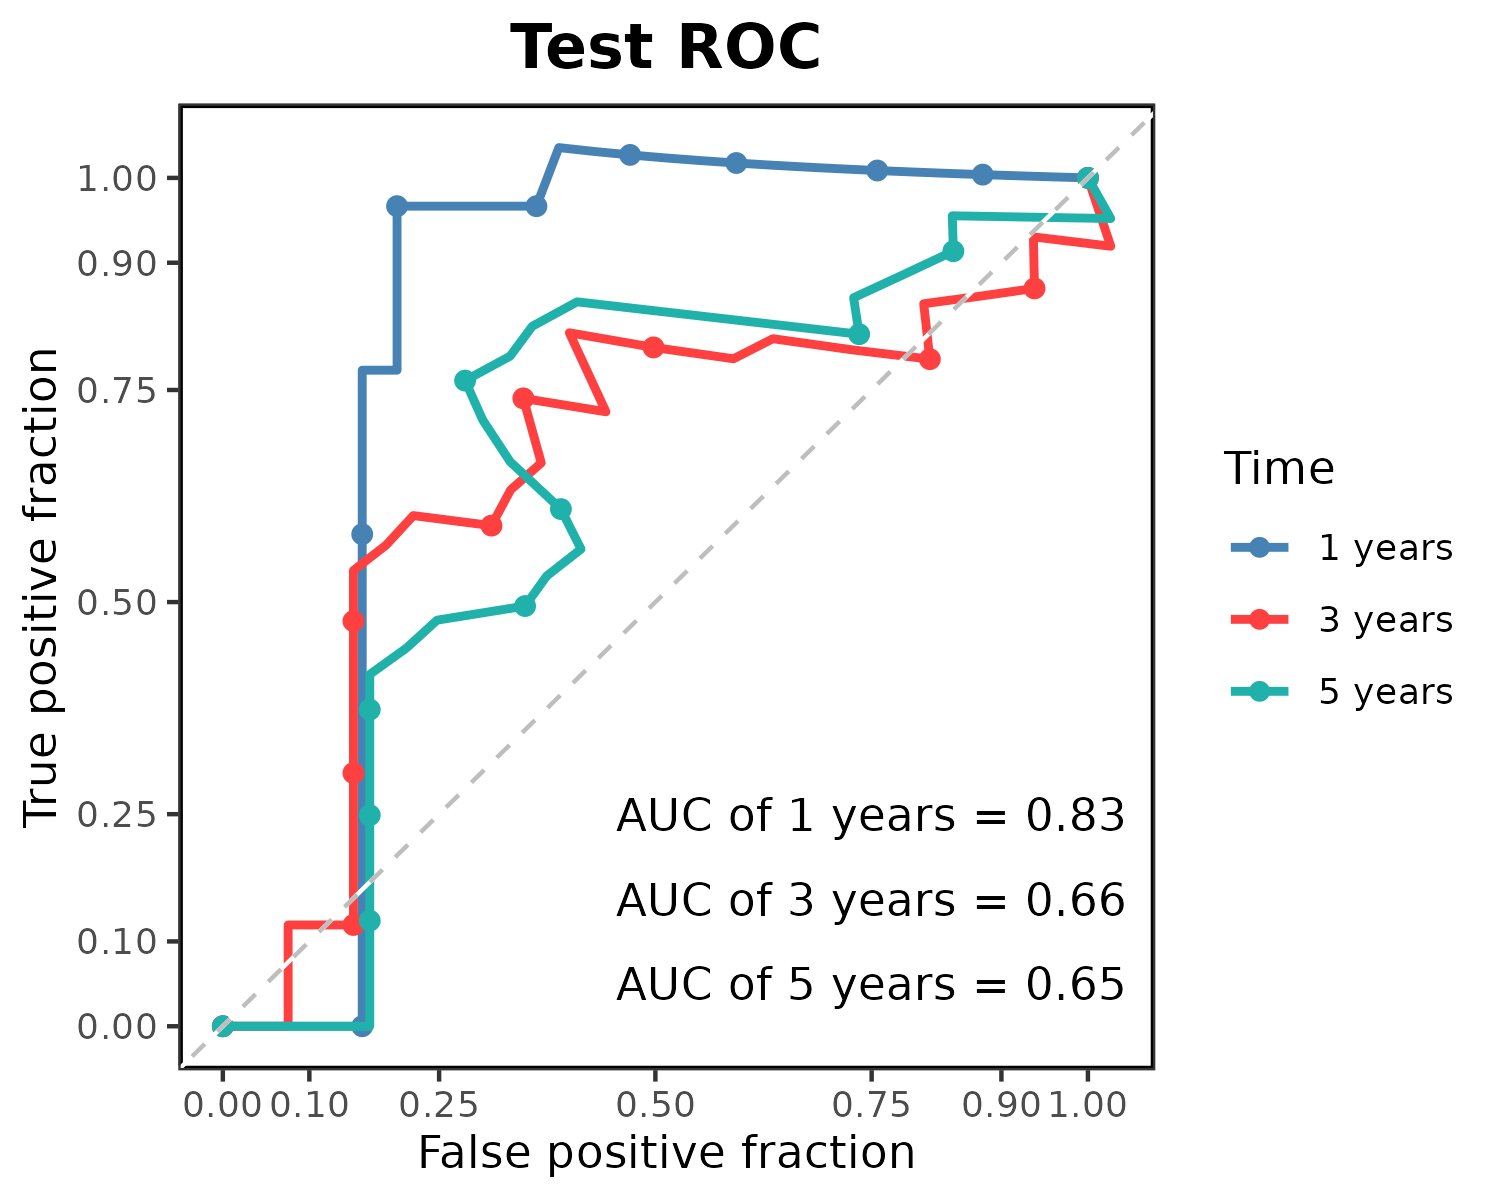 Test ROC
True positive fraction
1.00
0.90
0.75
0.50
0.25
0.10
0.00
AUC of 1 years = 0.83
AUC of 3 years = 0.66
AUC of 5 years = 0.65
0.00 0.10 0.25 0.50 0.75 0.90 1.00
False positive fraction
Time
1 years
3 years
5 years